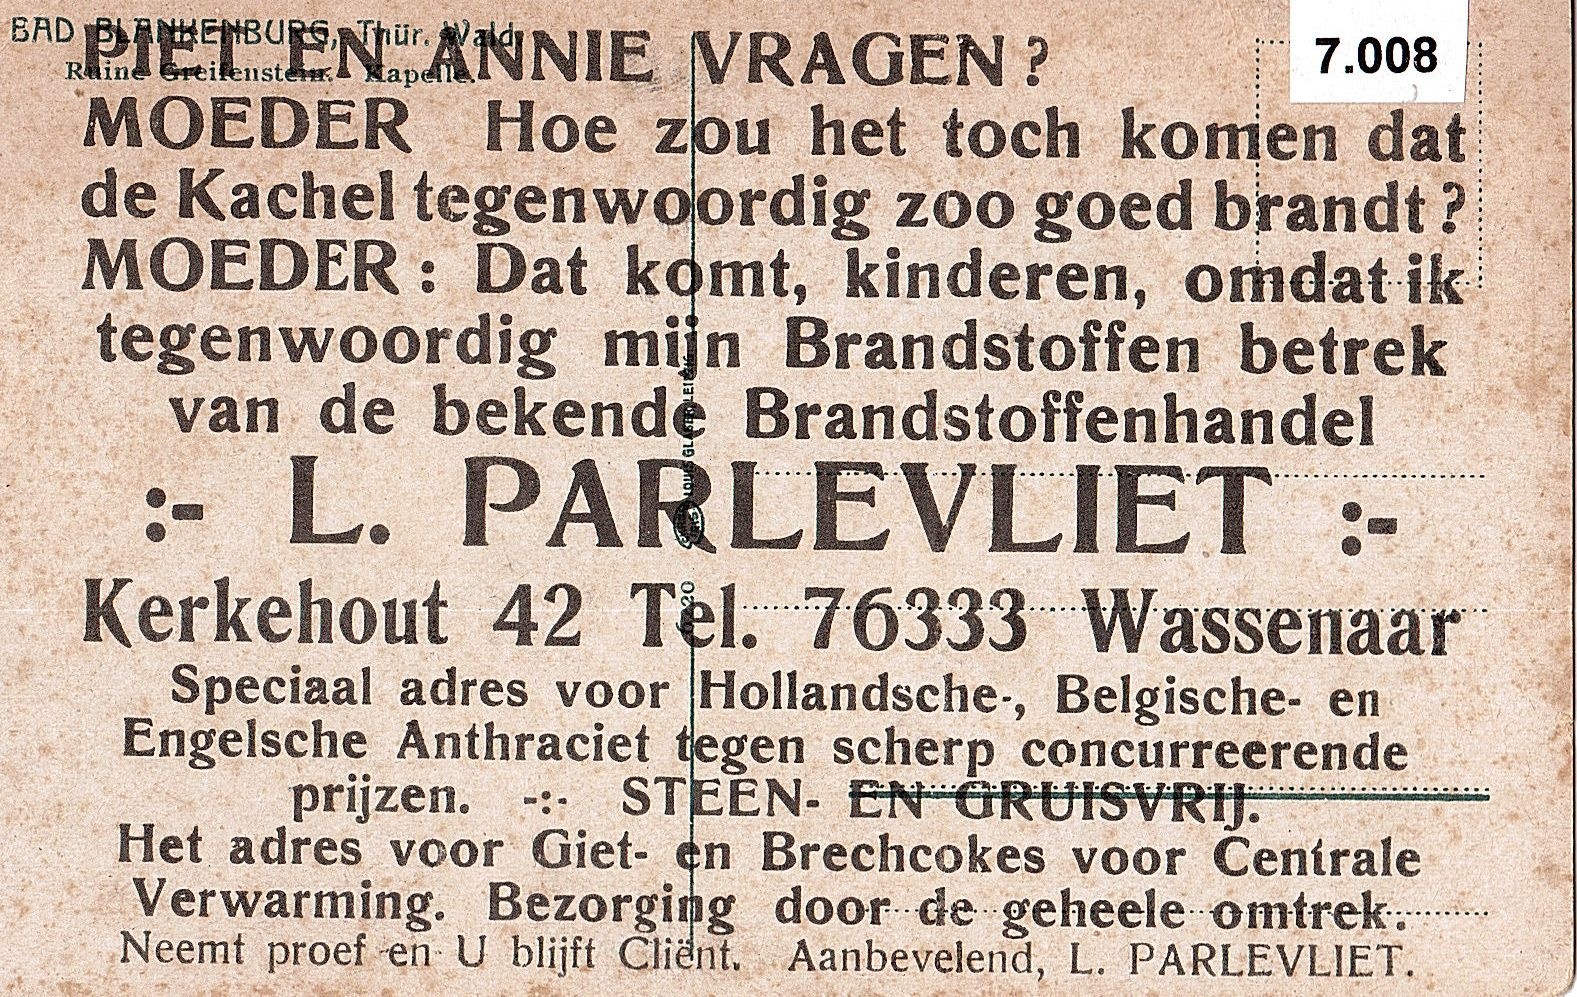 BAD BLANKENBURG, Thür. Wald.
Ruine Greifenstein. Kapelle.
7.008
PIET EN ANNIE VRAGEN?
MOEDER Hoe zou het toch komen dat
de Kachel tegenwoordig zoo goed brandt?
MOEDER: Dat komt, kinderen, omdat ik
tegenwoordig mijn Brandstoffen betrek
van de bekende Brandstoffenhandel
:- L. PARLEVLIET :-
Kerkehout 42 Tel. 76333 Wassenaar
Speciaal adres voor Hollandsche-, Belgische- en
Engelsche Anthraciet tegen scherp concurreerende
prijzen. -:- STEEN- EN GRUISVRIJ.
Het adres voor Giet- en Brechcokes voor Centrale
Verwarming. Bezorging door de geheele omtrek.
Neemt proef en U blijft Cliënt. Aanbevelend, L. PARLEVLIET.
LOUIS GLASER, LEIPZIG